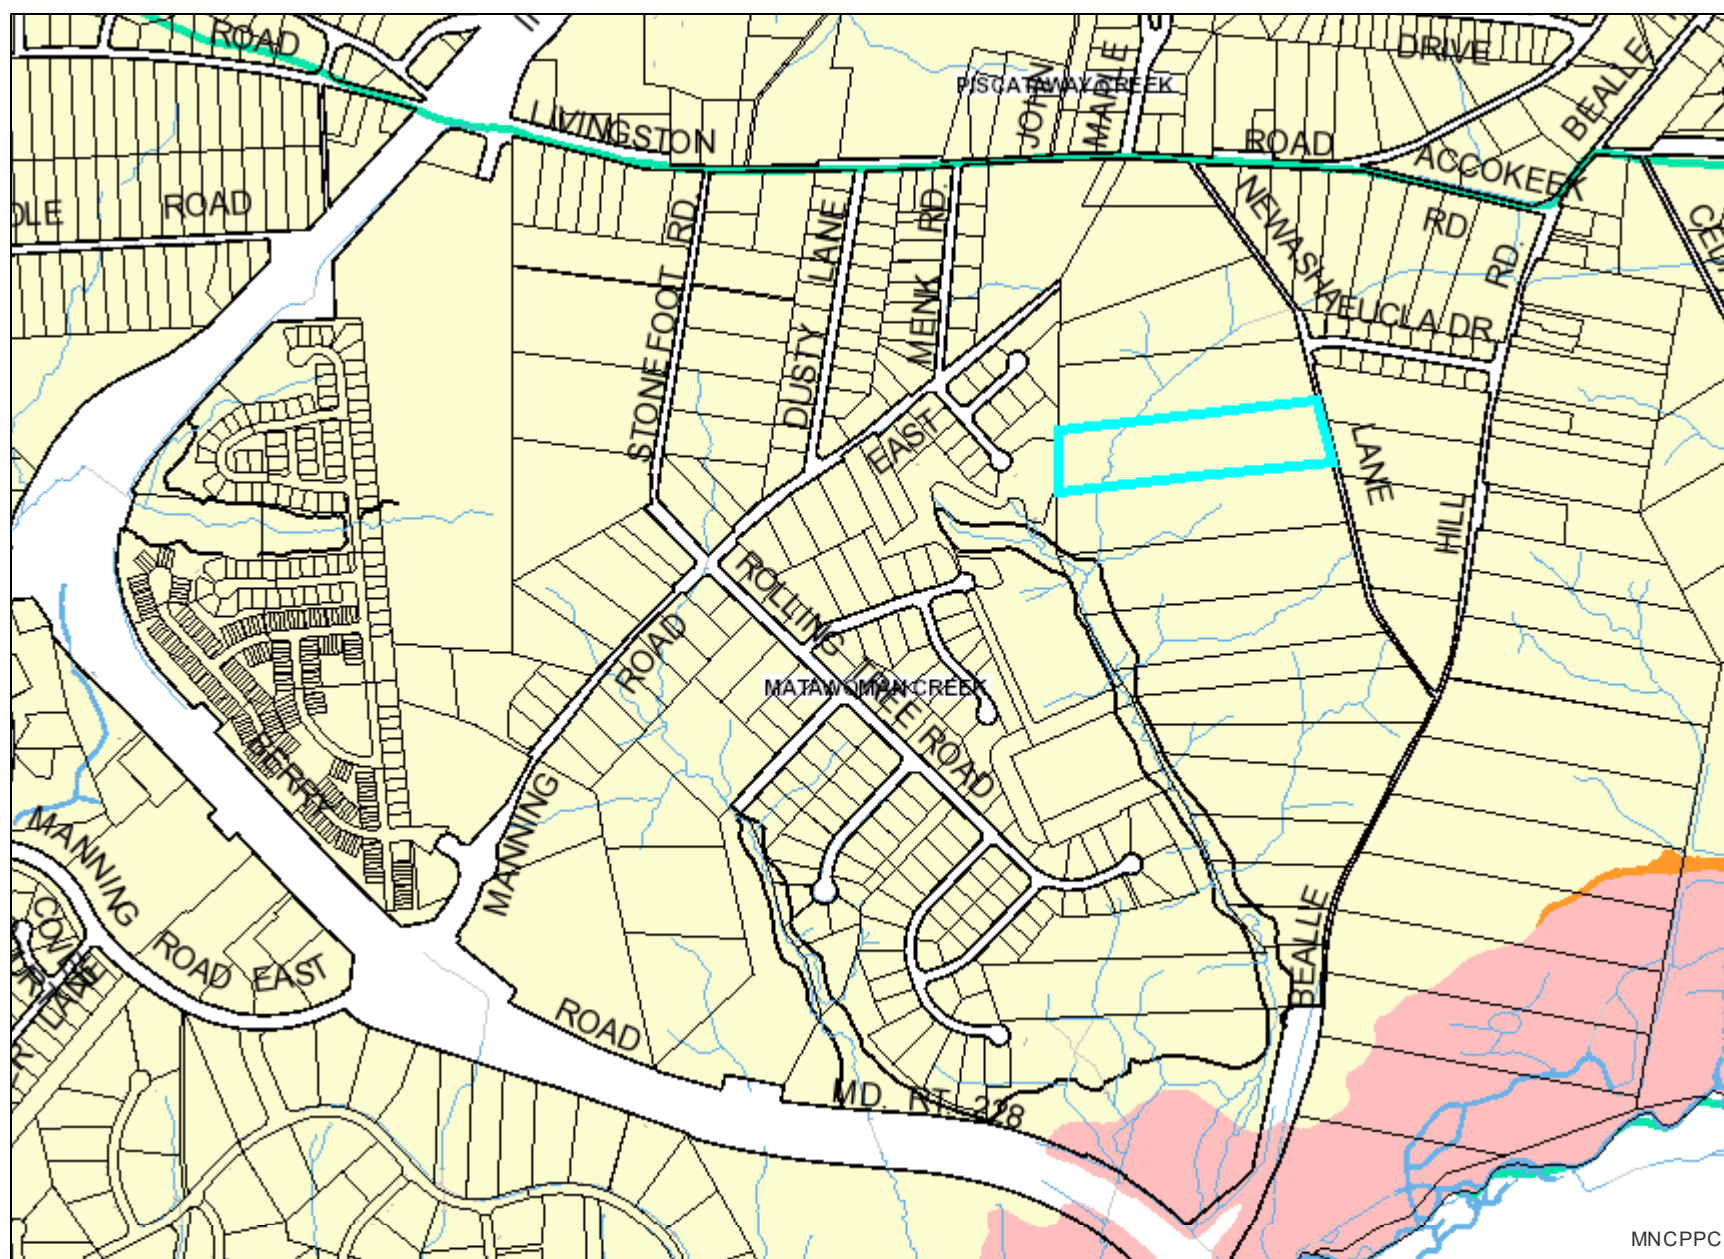 ROAD
DRIVE
BEALLE
PISCATAWAY CREEK
JOHN
MARLE
LIVINGSTON
ROAD
ACCOKEEK
RD
ROAD
RD.
DUSTY LANE
MENK RD.
NEWASHA
EUCLA DR
RD.
STONE FOOT
EAST
LANE
HILL
ROLLING TREE ROAD
ROAD
MATAWOMAN CREEK
BERRY
MANNING
MANNING
ROAD EAST
BEALLE
ROAD
MD. RT. 228
LANE
MNCPPC